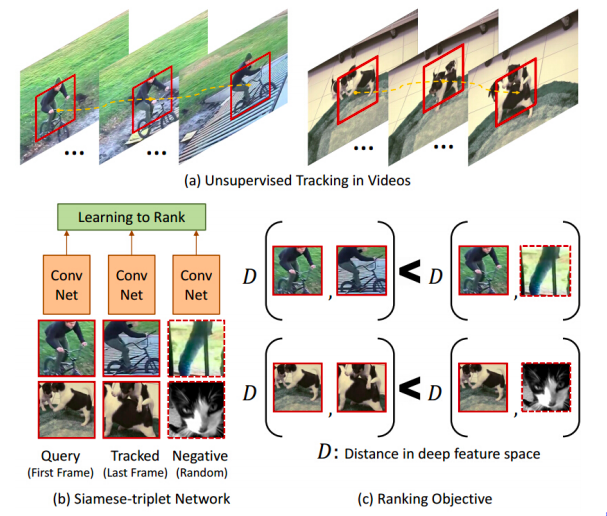 ... ... ... ...
(a) Unsupervised Tracking in Videos
Learning to Rank
Conv Net
Conv Net
Conv Net
Query
(First Frame)
Tracked
(Last Frame)
Negative
(Random)
(b) Siamese-triplet Network
D ( , ) < D ( , )
D ( , ) < D ( , )
D: Distance in deep feature space
(c) Ranking Objective